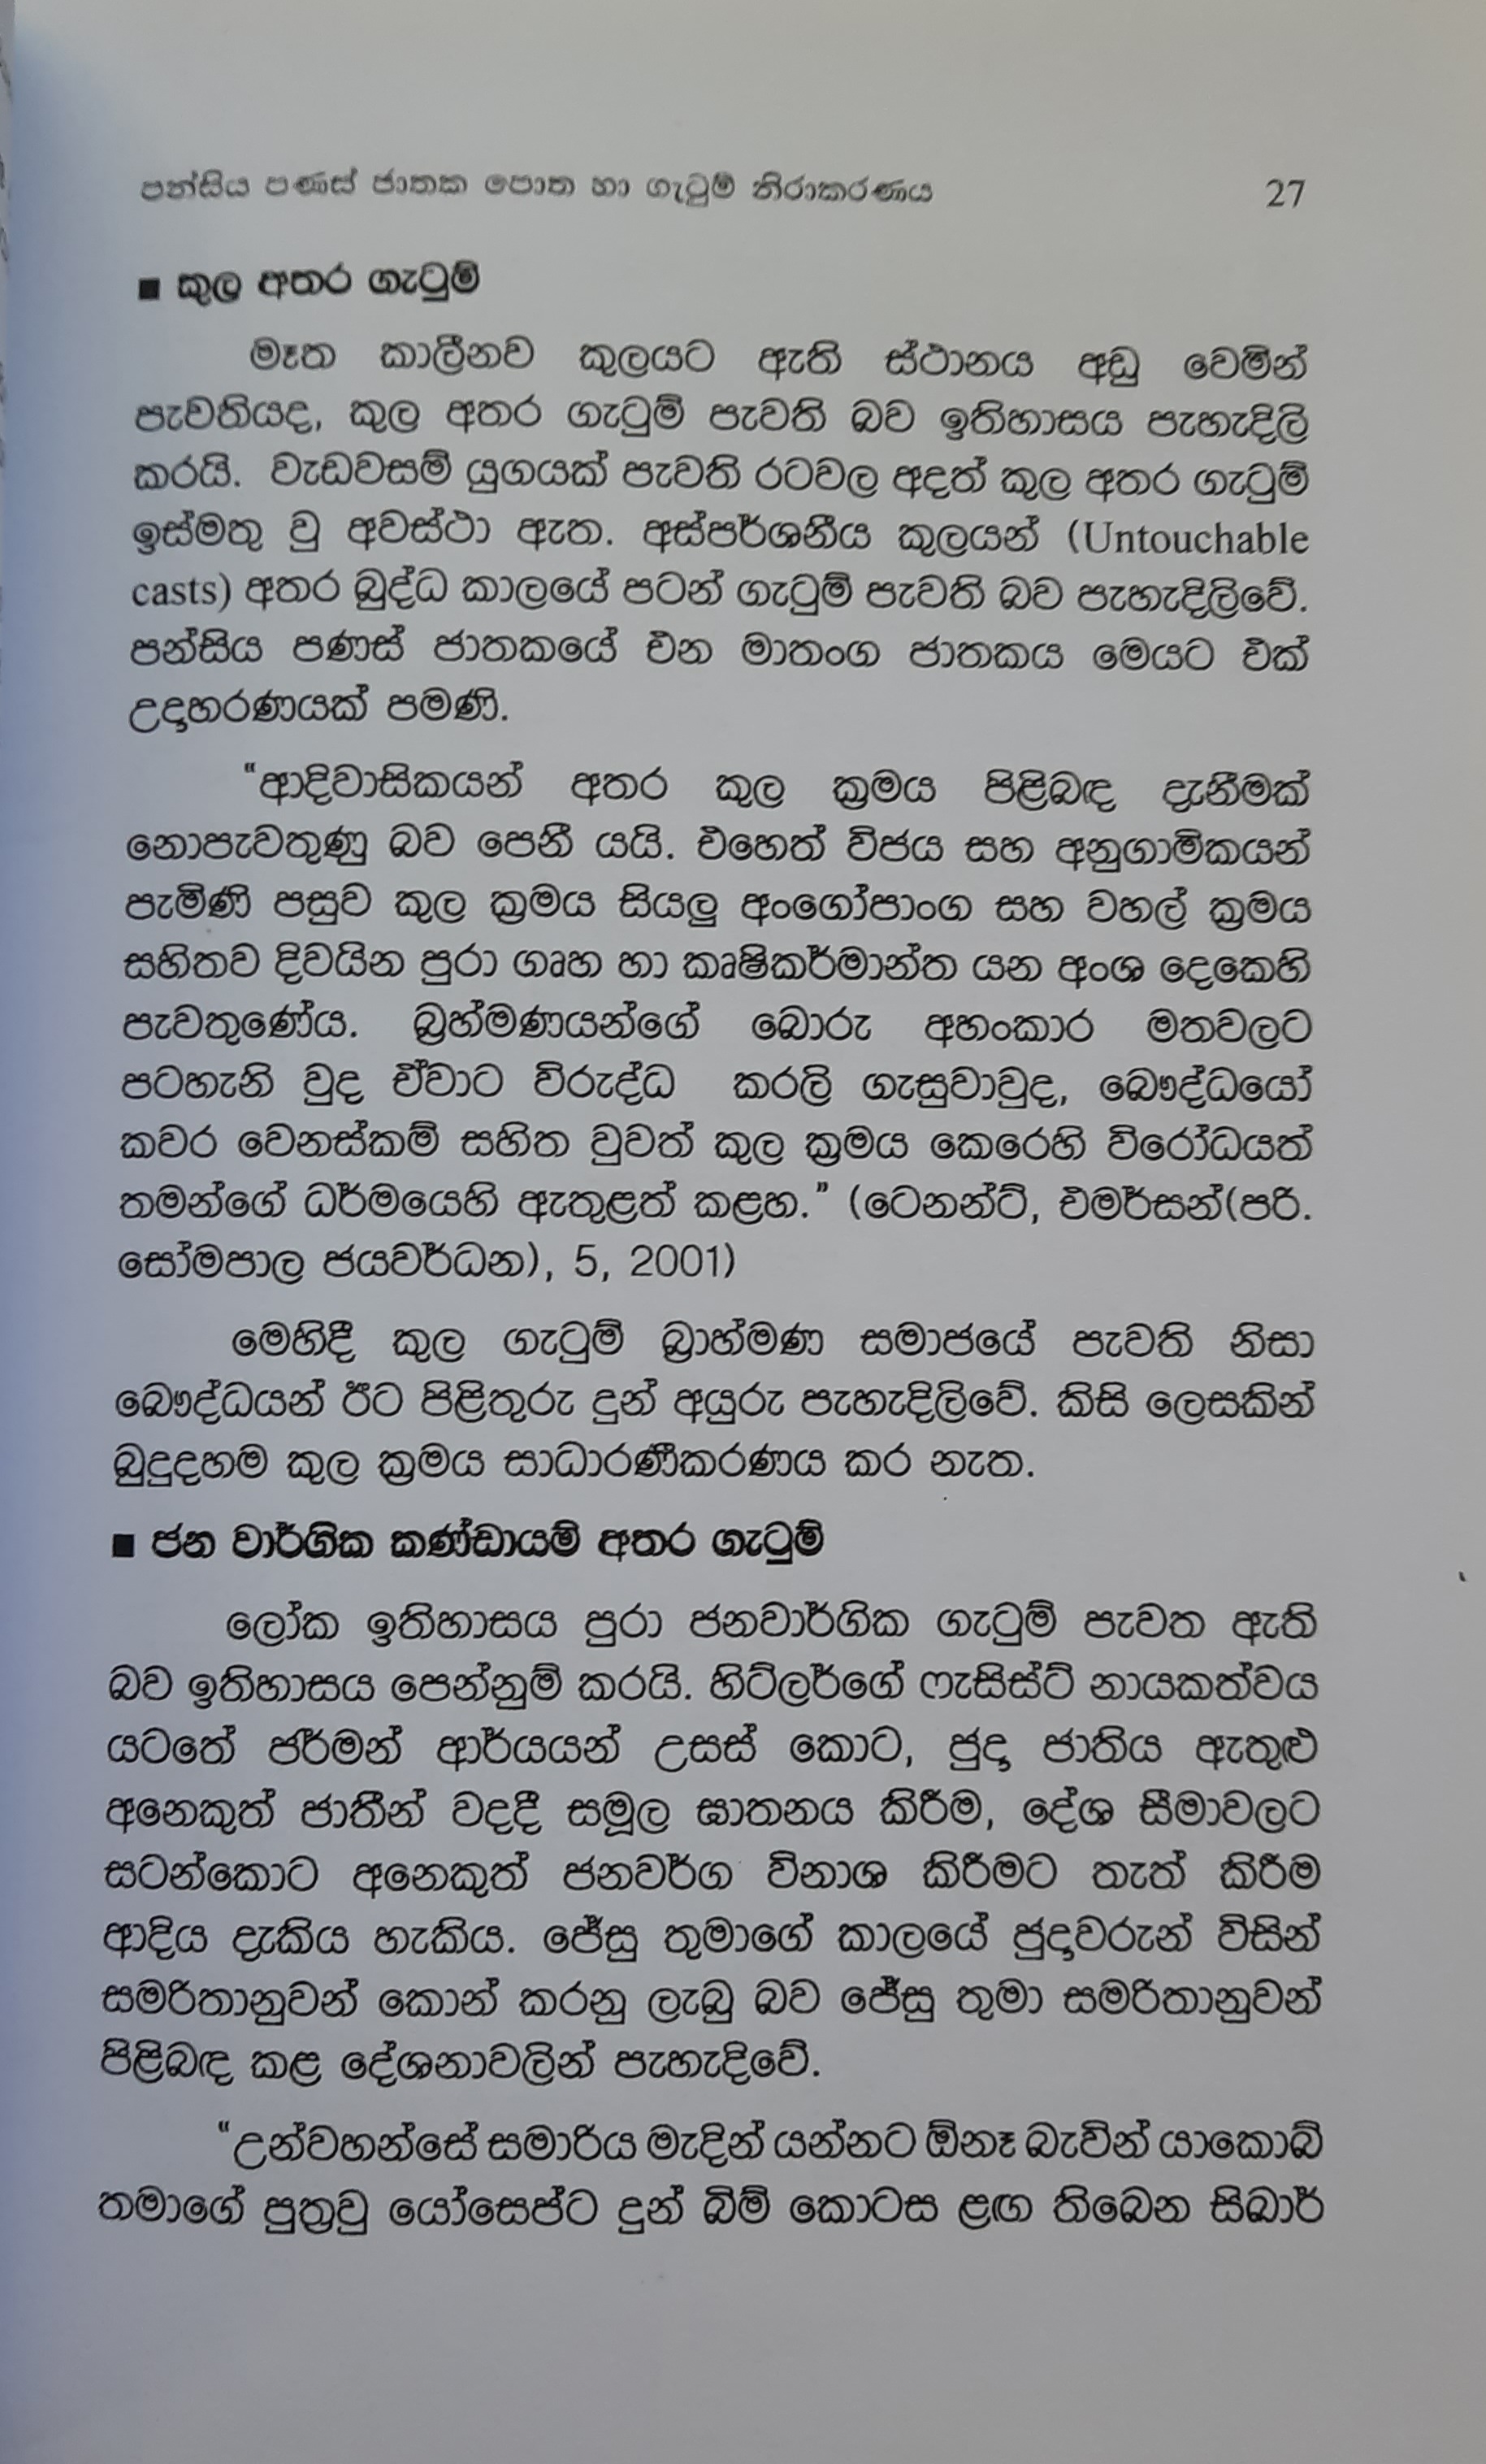 පන්සිය පණස් ජාතක පොත හා ගැටුම් නිරාකරණය 27
■ කුල අතර ගැටුම්
මෑත කාලීනව කුලයට ඇති ස්ථානය අඩු වෙමින්
පැවතියද, කුල අතර ගැටුම් පැවති බව ඉතිහාසය පැහැදිලි
කරයි. වැඩවසම් යුගයක් පැවති රටවල අදත් කුල අතර ගැටුම්
ඉස්මතු වු අවස්ථා ඇත. අස්පර්ශනීය කුලයන් (Untouchable
casts) අතර බුද්ධ කාලයේ පටන් ගැටුම් පැවති බව පැහැදිලිවේ.
පන්සිය පණස් ජාතකයේ එන මාතංග ජාතකය මෙයට එක්
උදාහරණයක් පමණි.
“ආදිවාසිකයන් අතර කුල ක්‍රමය පිළිබඳ දැනීමක්
නොපැවතුණු බව පෙනී යයි. එහෙත් විජය සහ අනුගාමිකයන්
පැමිණි පසුව කුල ක්‍රමය සියලු අංගෝපාංග සහ වහල් ක්‍රමය
සහිතව දිවයින පුරා ගෘහ හා කෘෂිකර්මාන්ත යන අංශ දෙකෙහි
පැවතුණේය. බ්‍රහ්මණයන්ගේ බොරු අහංකාර මතවලට
පටහැනි වුද ඒවාට විරුද්ධ කරලි ගැසුවාවුද, බෞද්ධයෝ
කවර වෙනස්කම් සහිත වුවත් කුල ක්‍රමය කෙරෙහි විරෝධයත්
තමන්ගේ ධර්මයෙහි ඇතුළත් කළහ.” (ටෙනන්ට්, එමර්සන්(පරි.
සෝමපාල ජයවර්ධන), 5, 2001)
මෙහිදී කුල ගැටුම් බ්‍රාහ්මණ සමාජයේ පැවති නිසා
බෞද්ධයන් ඊට පිළිතුරු දුන් අයුරු පැහැදිලිවේ. කිසි ලෙසකින්
බුදුදහම කුල ක්‍රමය සාධාරණීකරණය කර නැත.
■ ජන වාර්ගික කණ්ඩායම් අතර ගැටුම්
ලෝක ඉතිහාසය පුරා ජනවාර්ගික ගැටුම් පැවත ඇති
බව ඉතිහාසය පෙන්නුම් කරයි. හිට්ලර්ගේ ෆැසිස්ට් නායකත්වය
යටතේ ජර්මන් ආර්යයන් උසස් කොට, ජුදා ජාතිය ඇතුළු
අනෙකුත් ජාතීන් වදදී සමූල ඝාතනය කිරීම, දේශ සීමාවලට
සටන්කොට අනෙකුත් ජනවර්ග විනාශ කිරීමට තැත් කිරීම
ආදිය දැකිය හැකිය. ජේසු තුමාගේ කාලයේ ජුදාවරුන් විසින්
සමරිතානුවන් කොන් කරනු ලැබු බව ජේසු තුමා සමරිතානුවන්
පිළිබඳ කළ දේශනාවලින් පැහැදිවේ.
“උන්වහන්සේ සමාරිය මැදින් යන්නට ඕනෑ බැවින් යාකොබ්
තමාගේ පුත්‍රවු යෝසෙප්ට දුන් බිම් කොටස ළඟ තිබෙන සිඛාර්